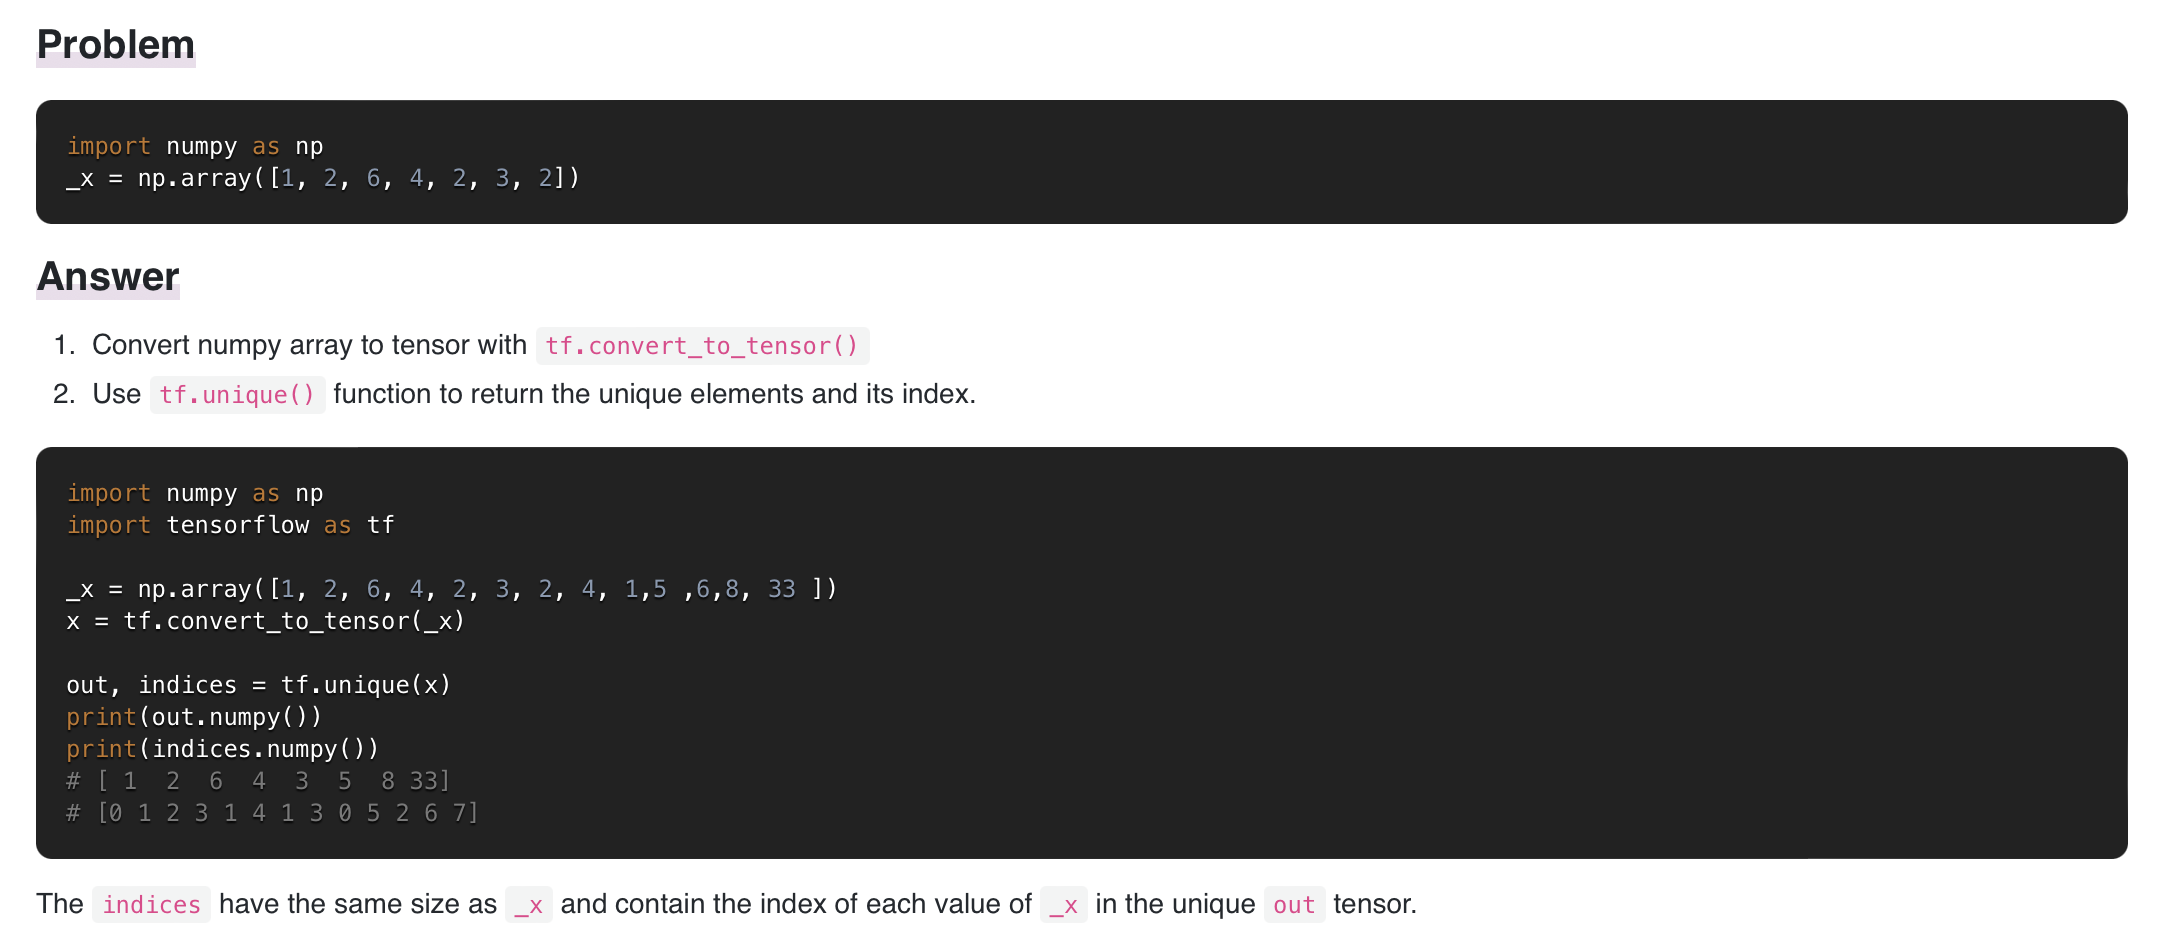 Problem
import numpy as np
_x = np.array([1, 2, 6, 4, 2, 3, 2])
Answer
1. Convert numpy array to tensor with tf.convert_to_tensor()
2. Use tf.unique() function to return the unique elements and its index.
import numpy as np
import tensorflow as tf
_x = np.array([1, 2, 6, 4, 2, 3, 2, 4, 1,5 ,6,8, 33 ])
x = tf.convert_to_tensor(_x)
out, indices = tf.unique(x)
print(out.numpy())
print(indices.numpy())
# [ 1  2  6  4  3  5  8 33]
# [0 1 2 3 1 4 1 3 0 5 2 6 7]
The indices have the same size as _x and contain the index of each value of _x in the unique out tensor.